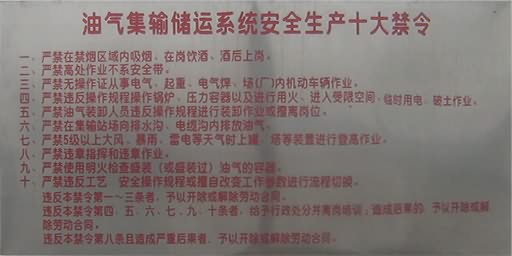 油气集输储运系统安全生产十大禁令
一、严禁在禁烟区域内吸烟、在岗饮酒、酒后上岗。
二、严禁高处作业不系安全带。
三、严禁无操作证从事电气、起重、电气焊、场(厂)内机动车辆作业。
四、严禁违反操作规程操作锅炉、压力容器以及进行用火、进入受限空间、临时用电、破土作业。
五、严禁油气装卸人员违反操作规程进行装卸作业或擅离岗位。
六、严禁在集输站场向排水沟、电缆沟内排放油气。
七、严禁5级以上大风、暴雨、雷电等天气时上罐、塔等装置进行登高作业。
八、严禁违章指挥和违章作业。
九、严禁使用明火检查盛装（或盛装过）油气的容器。
十、严禁违反工艺 安全操作规程或擅自改变工作参数进行流程切换。
违反本禁令第一～三条者，予以开除或解除劳动合同。
违反本禁令第四、五、六、七、九、十条者，给予行政处分并离岗培训；造成后果的，予以开除或解
除劳动合同。
违反本禁令第八条且造成严重后果者，予以开除或解除劳动合同。